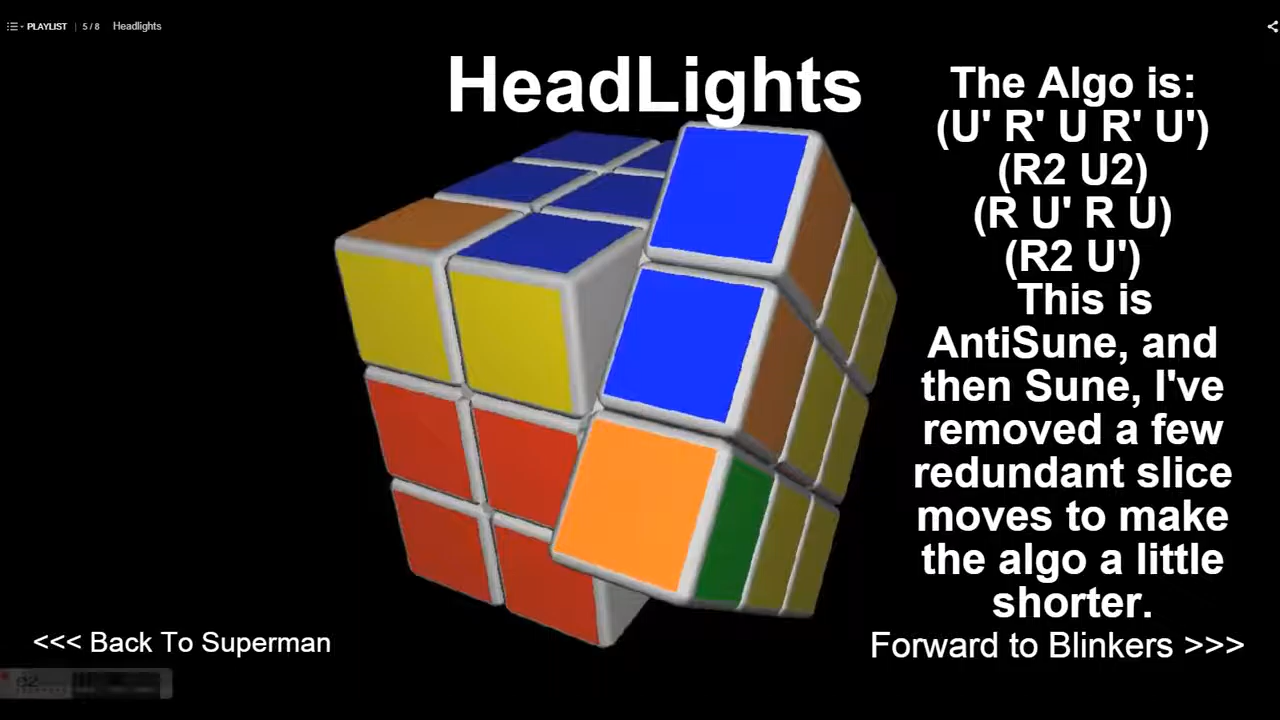 PLAYLIST | 5 / 8 Headlights
HeadLights
The Algo is:
(U' R' U R' U')
(R2 U2)
(R U' R U)
(R2 U')
This is
AntiSune, and
then Sune, I've
removed a few
redundant slice
moves to make
the algo a little
shorter.
<<< Back To Superman
Forward to Blinkers >>>